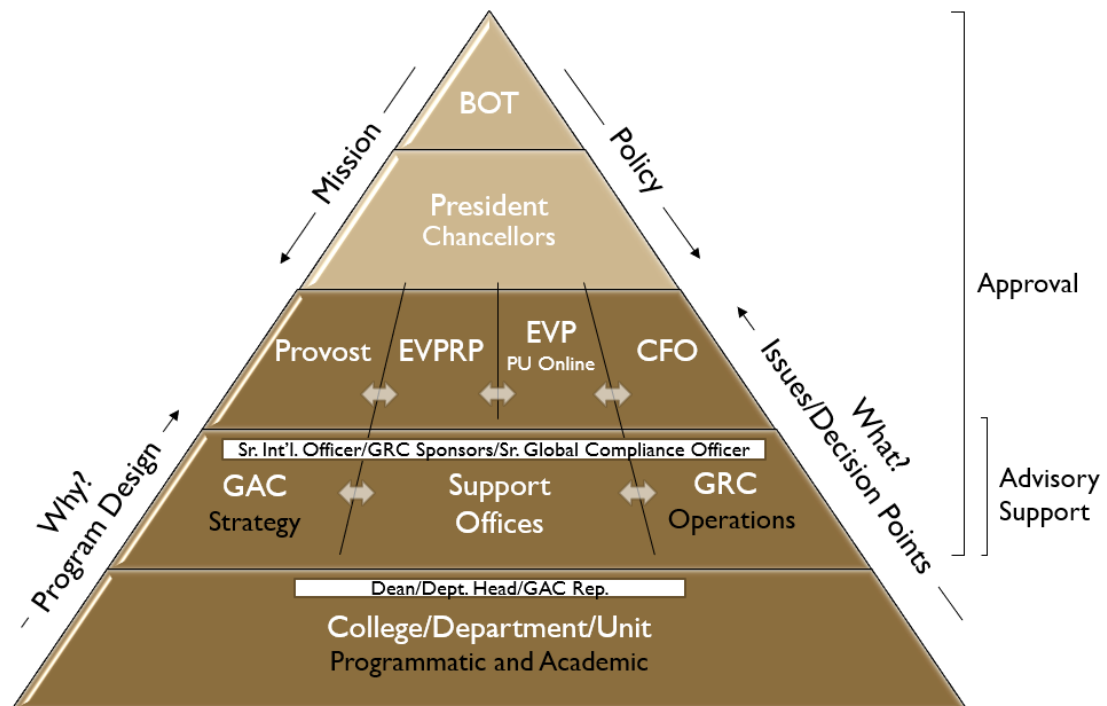 BOT
Mission
Policy
President
Chancellors
Approval
Provost
EVPRP
EVP
PU Online
CFO
Why?
Program Design
What?
Issues/Decision Points
Sr. Int'l. Officer/GRC Sponsors/Sr. Global Compliance Officer
GAC
Strategy
Support
Offices
GRC
Operations
Advisory
Support
Dean/Dept. Head/GAC Rep.
College/Department/Unit
Programmatic and Academic